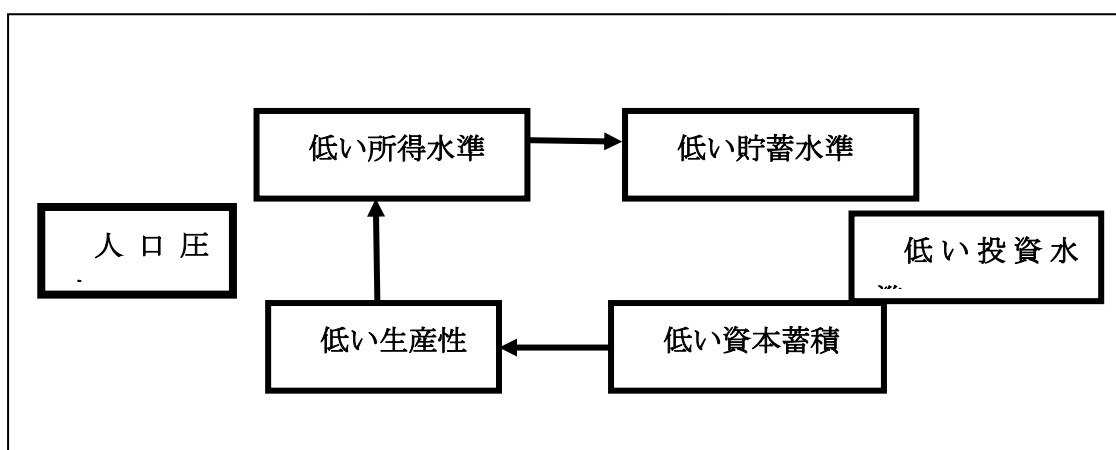 低い所得水準
低い貯蓄水準
人口圧
低い投資水
低い生産性
低い資本蓄積